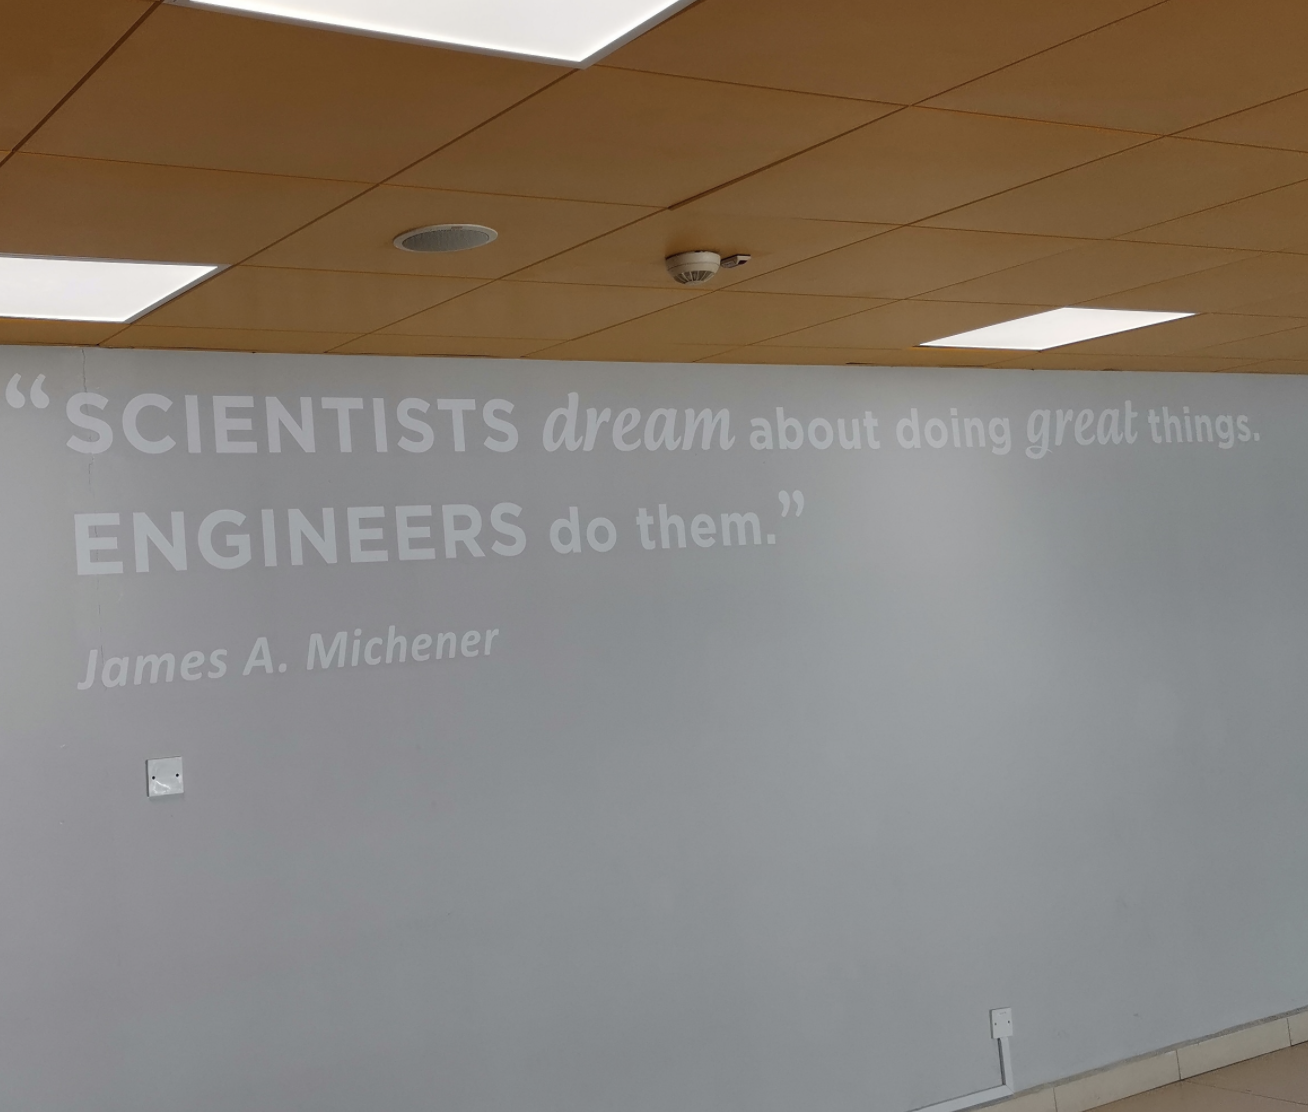 “SCIENTISTS dream about doing great things.
ENGINEERS do them.”
James A. Michener